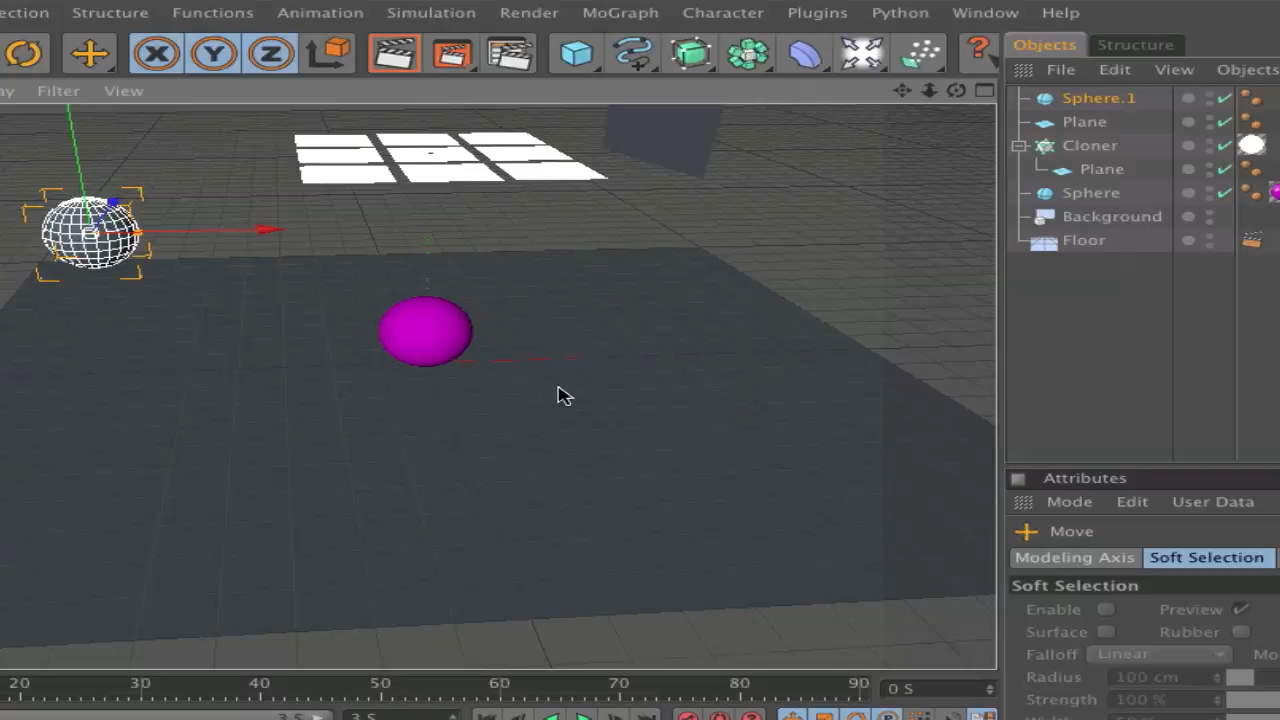 Structure Functions Animation Simulation Render MoGraph Character Plugins Python Window Help
X Y Z
Filter View
Objects Structure
File Edit View Objects
Sphere.1
Plane
Cloner
Plane
Sphere
Background
Floor
Attributes
Mode Edit User Data
Move
Modeling Axis Soft Selection
Soft Selection
Enable Preview
Surface Rubber
Falloff Linear
Radius 100 cm
Strength 100 %
20 30 40 50 60 70 80 90 0 S
3 S 3 S